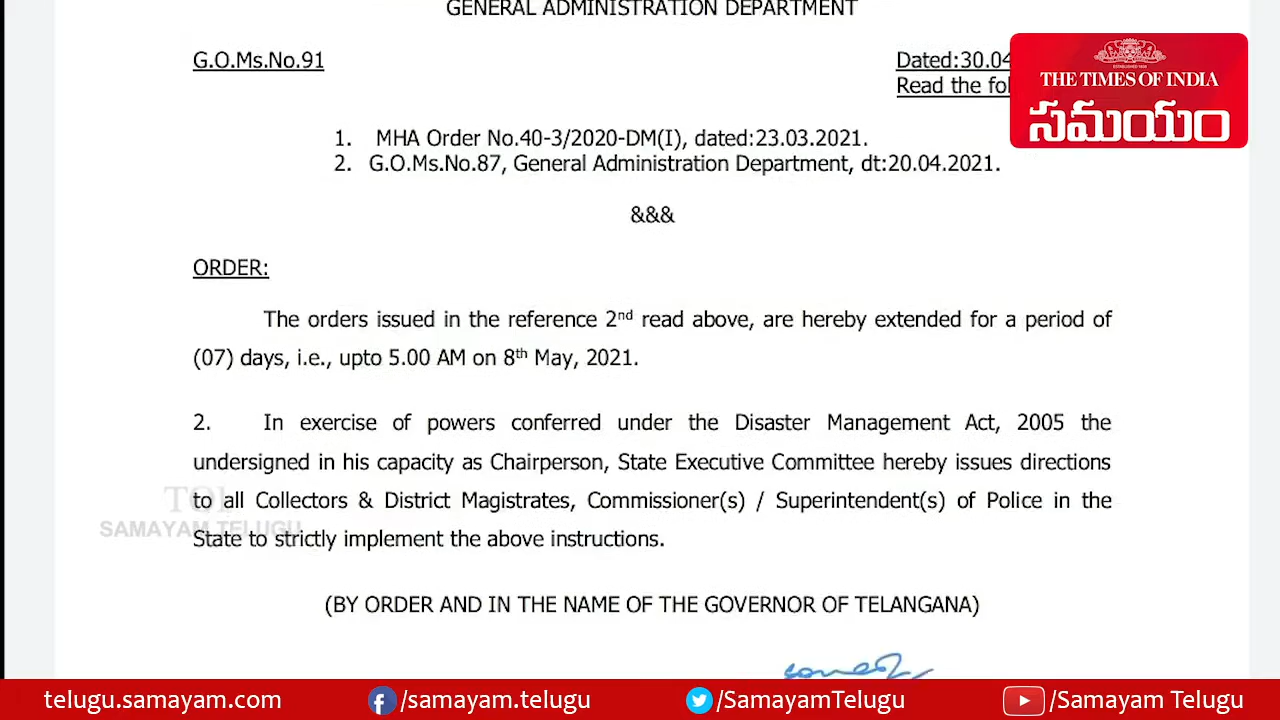 GENERAL ADMINISTRATION DEPARTMENT
G.O.Ms.No.91
Dated:30.04
Read the
THE TIMES OF INDIA
సమయం
1. MHA Order No.40-3/2020-DM(I), dated:23.03.2021.
2. G.O.Ms.No.87, General Administration Department, dt:20.04.2021.
&&&
ORDER:
The orders issued in the reference 2nd read above, are hereby extended for a period of
(07) days, i.e., upto 5.00 AM on 8th May, 2021.
2. In exercise of powers conferred under the Disaster Management Act, 2005 the
undersigned in his capacity as Chairperson, State Executive Committee hereby issues directions
to all Collectors & District Magistrates, Commissioner(s) / Superintendent(s) of Police in the
State to strictly implement the above instructions.
TOI
SAMAYAM TELUGU
(BY ORDER AND IN THE NAME OF THE GOVERNOR OF TELANGANA)
telugu.samayam.com
/samayam.telugu
/SamayamTelugu
/Samayam Telugu